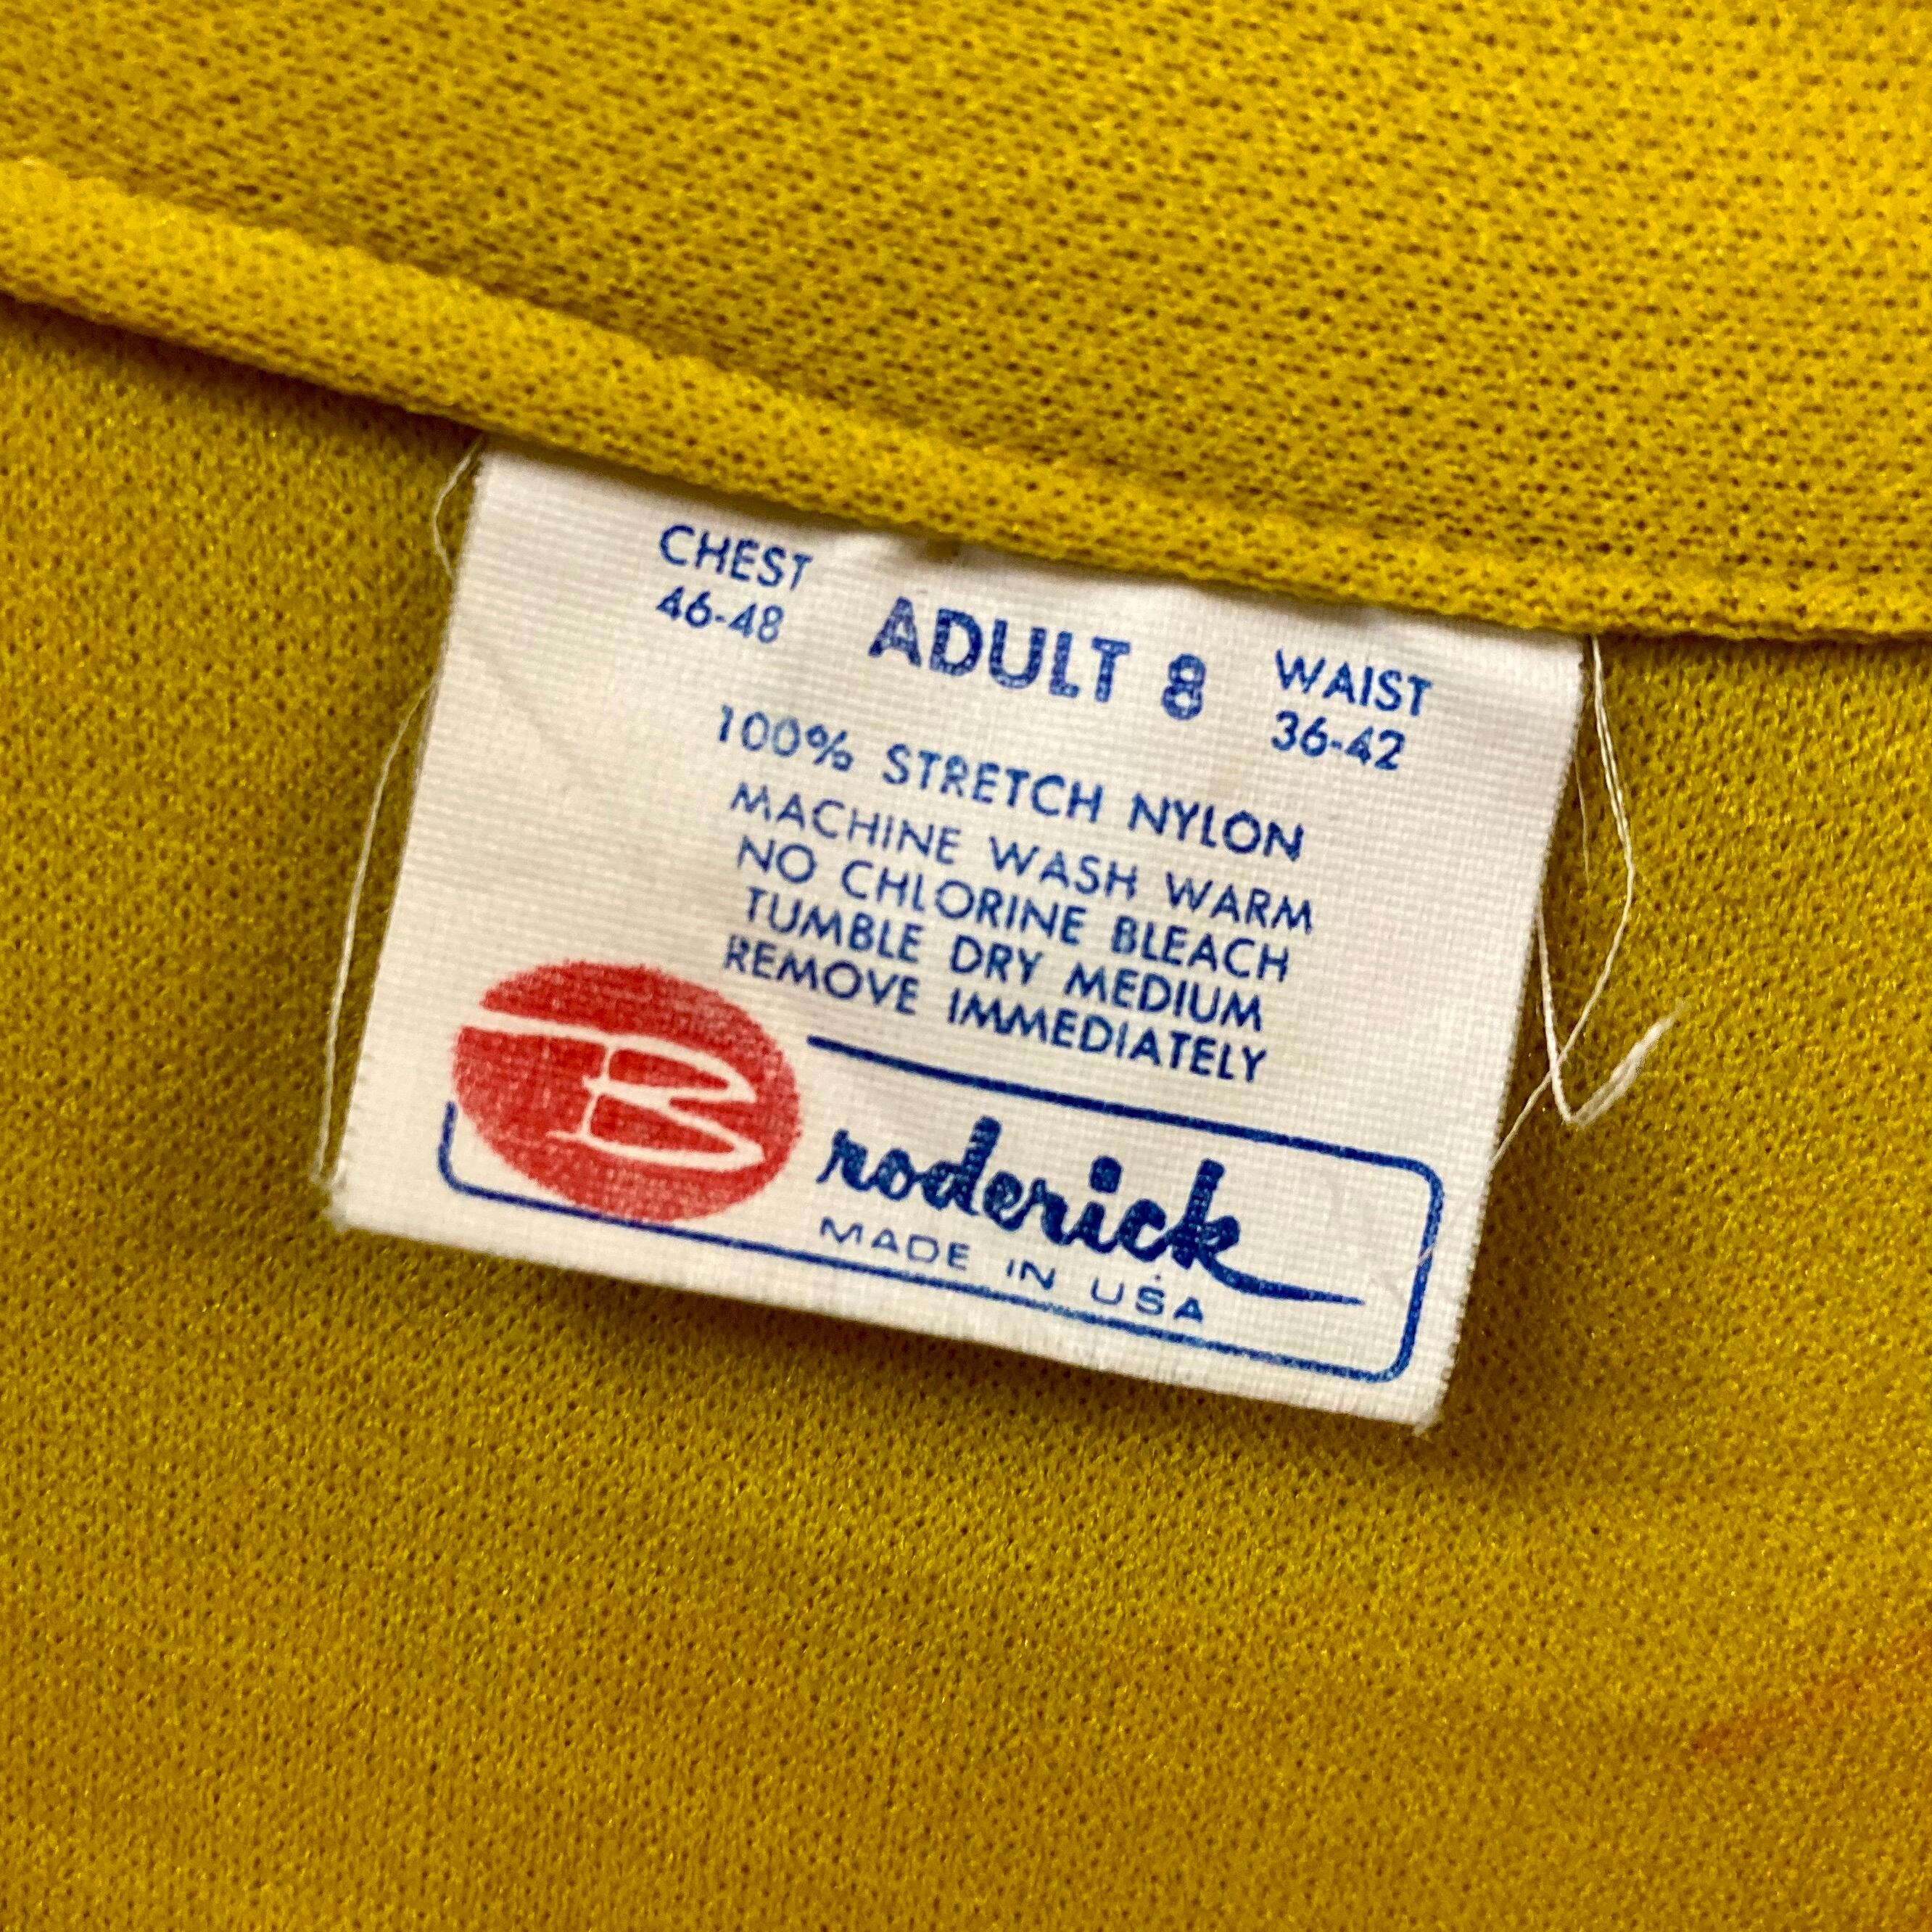 CHEST ADULT 8 WAIST
46-48 36-42
100% STRETCH NYLON
MACHINE WASH WARM
NO CHLORINE BLEACH
TUMBLE DRY MEDIUM
REMOVE IMMEDIATELY
Broderick
MADE IN USA